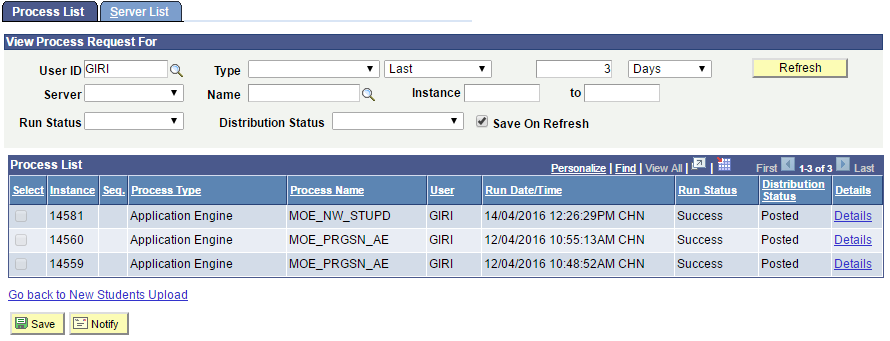 Process List Server List
View Process Request For
User ID GIRI Type Last 3 Days Refresh
Server Name Instance to
Run Status Distribution Status Save On Refresh
Process List Personalize | Find | View All | | First 1-3 of 3 Last
Select Instance Seq. Process Type Process Name User Run Date/Time Run Status Distribution Status Details
14581 Application Engine MOE_NW_STUPD GIRI 14/04/2016 12:26:29PM CHN Success Posted Details
14560 Application Engine MOE_PRGSN_AE GIRI 12/04/2016 10:55:13AM CHN Success Posted Details
14559 Application Engine MOE_PRGSN_AE GIRI 12/04/2016 10:48:52AM CHN Success Posted Details
Go back to New Students Upload
Save Notify